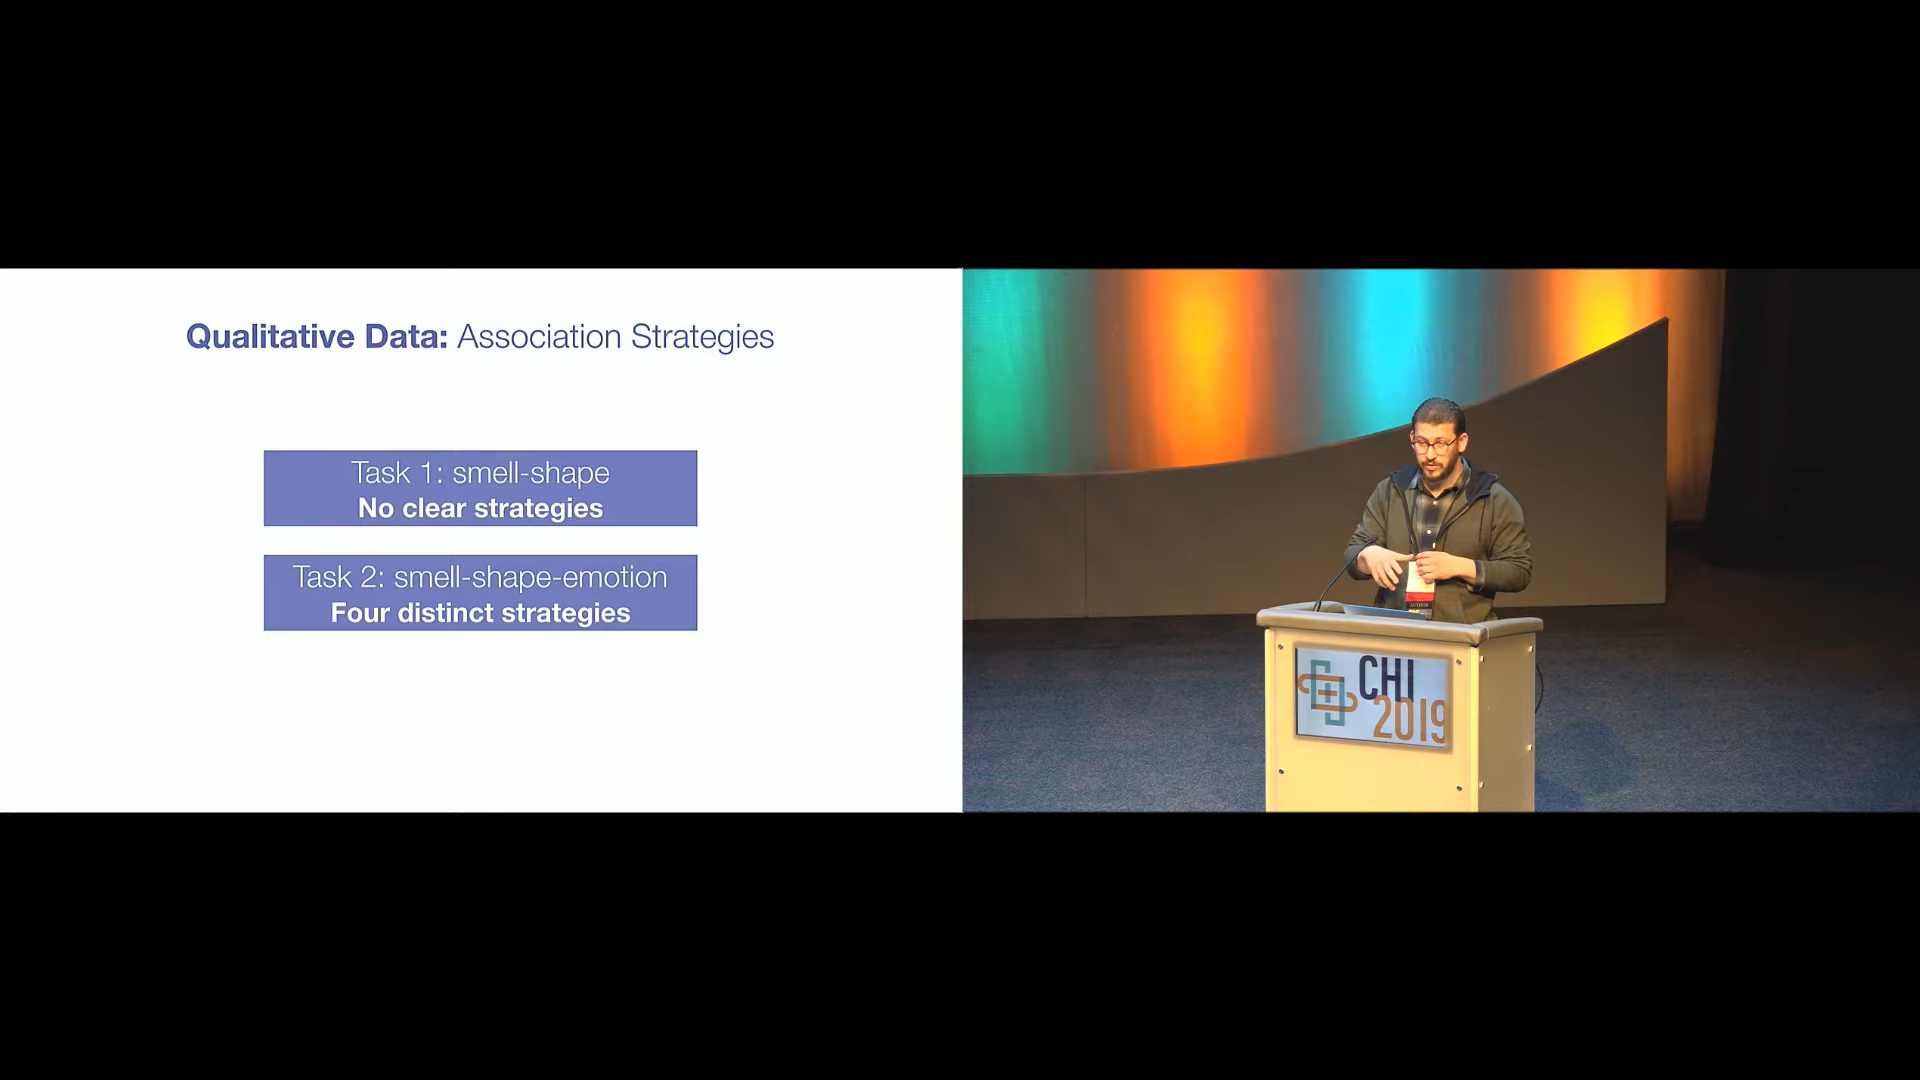 Qualitative Data: Association Strategies
Task 1: smell-shape
No clear strategies
Task 2: smell-shape-emotion
Four distinct strategies
CHI
2019